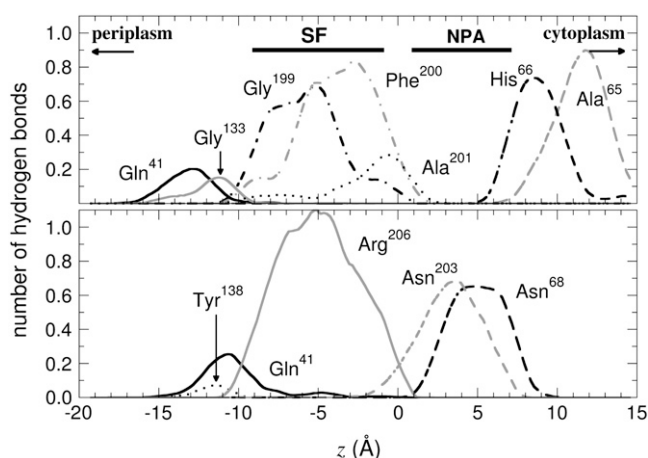 periplasm SF NPA cytoplasm
1.0
0.8
0.6
0.4
0.2
Gly199
Phe200
His66
Ala65
Gly133
Gln41
Ala201
number of hydrogen bonds
1.0
0.8
0.6
0.4
0.2
0.0
Arg206
Tyr138
Gln41
Asn203
Asn68
-20 -15 -10 -5 0 5 10 15
z (Å)